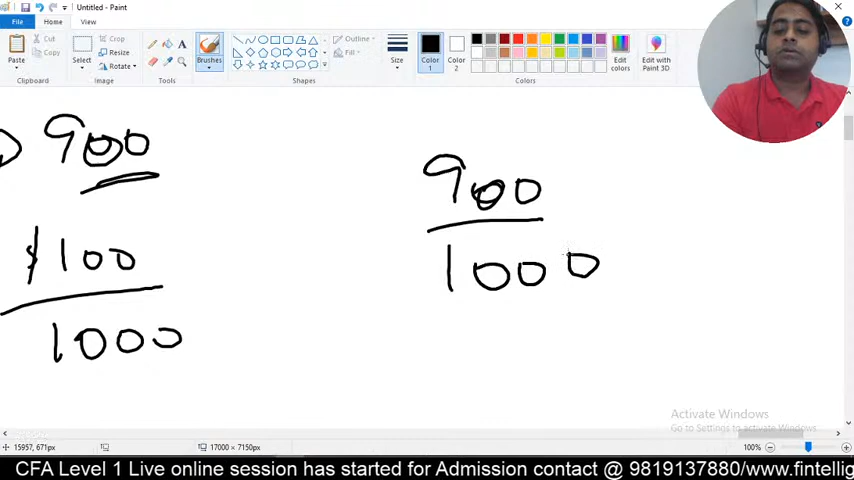 Untitled - Paint
File Home View
Paste
Cut
Copy
Clipboard
Select
Crop
Resize
Rotate
Image
Tools
Brushes
Shapes
Outline
Fill
Size
Color 1
Color 2
Colors
Edit colors
Edit with Paint 3D
900
$100
1000
900
1000
Activate Windows
Go to Settings to activate Windows.
15957, 671px
17000 × 7150px
100%
CFA Level 1 Live online session has started for Admission contact @ 9819137880/www.fintellig